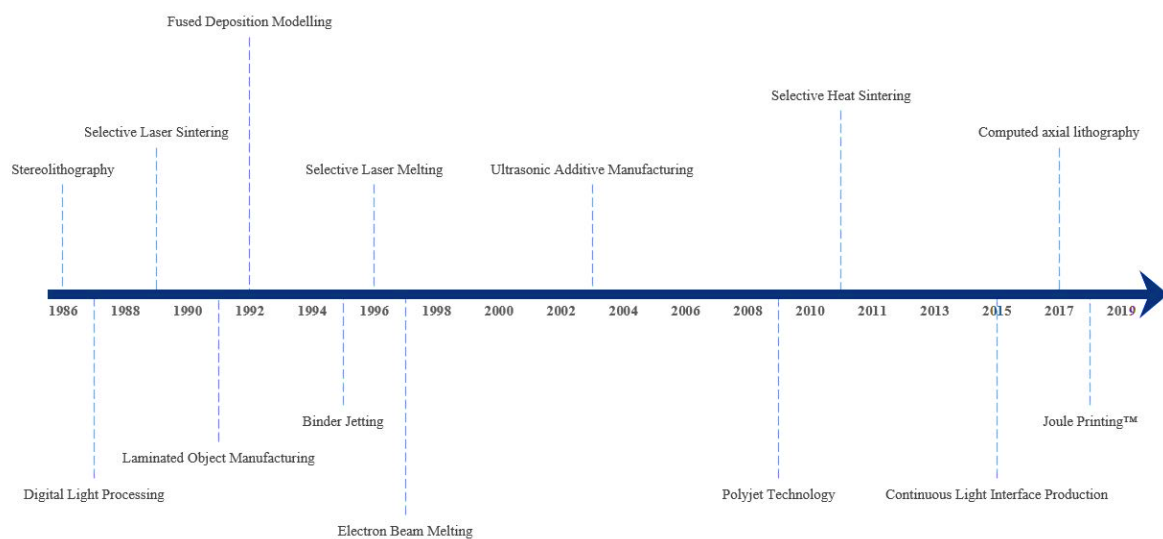 Fused Deposition Modelling
Selective Heat Sintering
Selective Laser Sintering
Computed axial lithography
Stereolithography
Selective Laser Melting
Ultrasonic Additive Manufacturing
1986 1988 1990 1992 1994 1996 1998 2000 2002 2004 2006 2008 2010 2011 2013 2015 2017 2019
Binder Jetting
Joule Printing™
Laminated Object Manufacturing
Digital Light Processing
Polyjet Technology
Continuous Light Interface Production
Electron Beam Melting